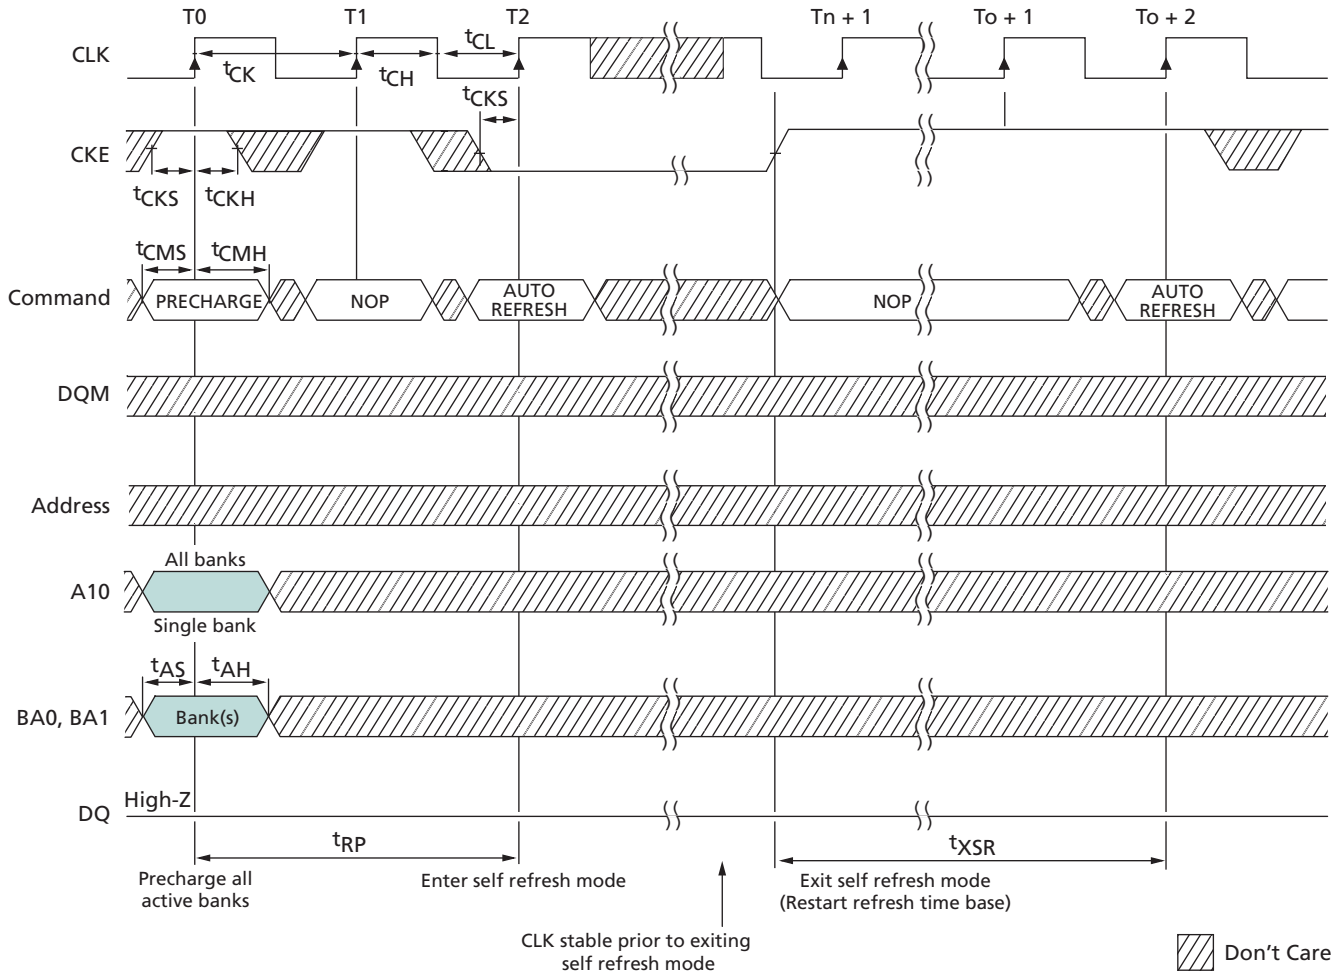 T0 T1 T2 Tn + 1 To + 1 To + 2
CLK
tCK tCH tCL
tCKS
CKE
tCKS tCKH
tCMS tCMH
Command PRECHARGE NOP AUTO REFRESH NOP AUTO REFRESH
DQM
Address
All banks
A10
Single bank
tAS tAH
BA0, BA1 Bank(s)
High-Z
DQ
tRP tXSR
Precharge all
active banks
Enter self refresh mode
Exit self refresh mode
(Restart refresh time base)
CLK stable prior to exiting
self refresh mode
Don't Care